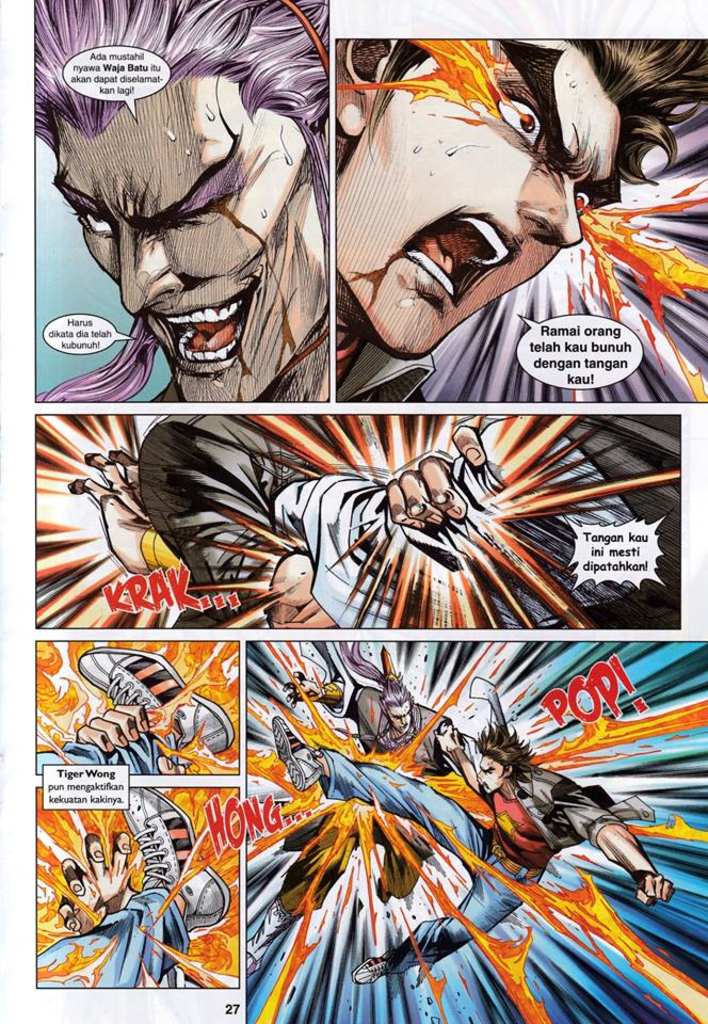 Ada mustahil
nyawa Waja Batu itu
akan dapat diselamat-
kan lagi!
Harus
dikata dia telah
kubunuh!
Ramai orang
telah kau bunuh
dengan tangan
kau!
Tangan kau
ini mesti
dipatahkan!
KRAK...
Tiger Wong
pun mengaktifkan
kekuatan kakinya.
POP!
HONG...
27